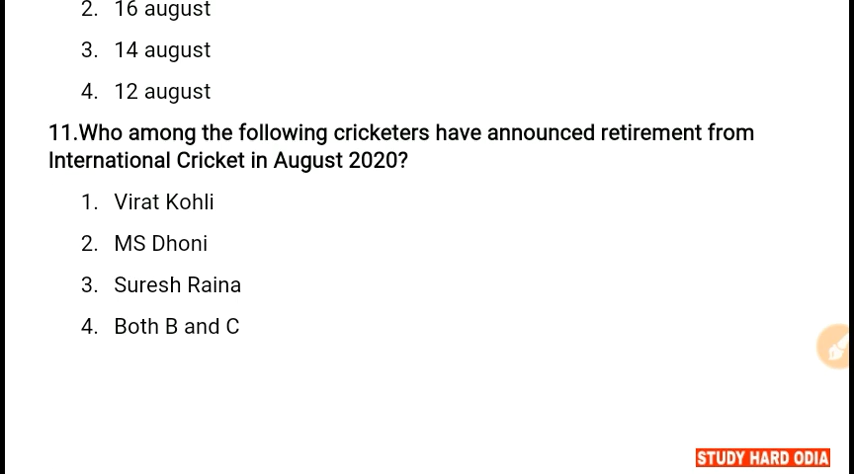 2. 16 august
3. 14 august
4. 12 august
11.Who among the following cricketers have announced retirement from
International Cricket in August 2020?
1. Virat Kohli
2. MS Dhoni
3. Suresh Raina
4. Both B and C
STUDY HARD ODIA